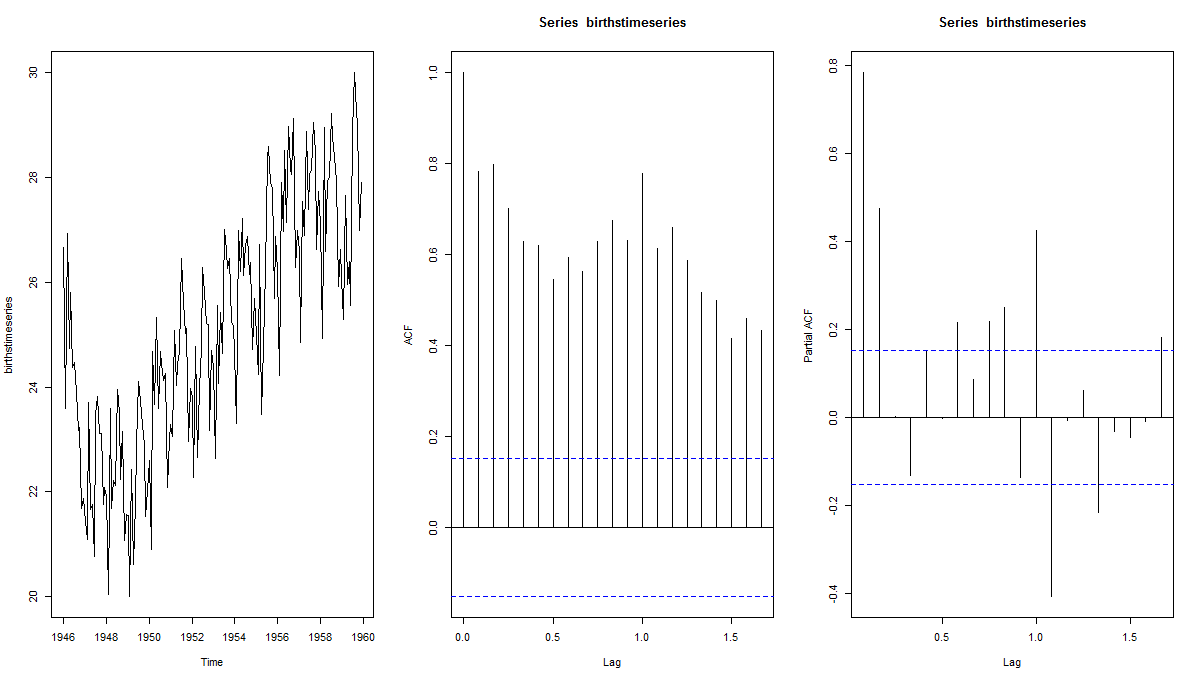 Series birthstimeseries
Series birthstimeseries
birthstimeseries
30
28
26
24
22
20
1946 1948 1950 1952 1954 1956 1958 1960
Time
ACF
1.0
0.8
0.6
0.4
0.2
0.0
0.0 0.5 1.0 1.5
Lag
Partial ACF
0.8
0.6
0.4
0.2
0.0
-0.2
-0.4
0.5 1.0 1.5
Lag